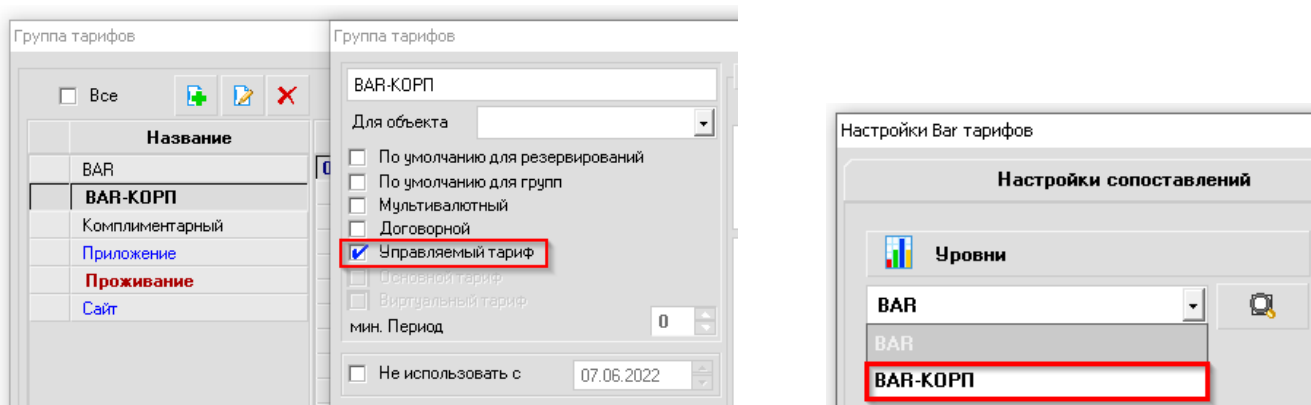 Группа тарифов
Все
Название
BAR
BAR-КОРП
Комплиментарный
Приложение
Проживание
Сайт
Группа тарифов
BAR-КОРП
Для объекта
По умолчанию для резервирований
По умолчанию для групп
Мультивалютный
Договорной
Управляемый тариф
Основной тариф
Виртуальный тариф
мин. Период 0
Не использовать с 07.06.2022
Настройки Bar тарифов
Настройки сопоставлений
Уровни
BAR
BAR
BAR-КОРП